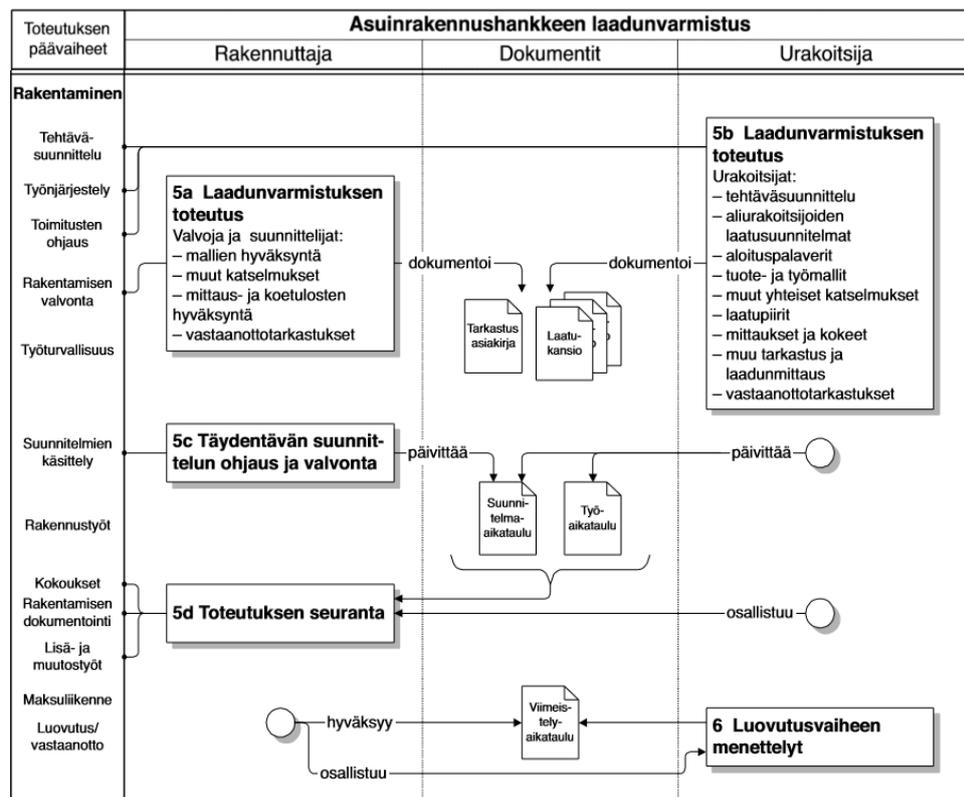 Toteutuksen
päävaiheet
Asuinrakennushankkeen laadunvarmistus
Rakennuttaja
Dokumentit
Urakoitsija
Rakentaminen
Tehtävä-
suunnittelu
Työnjärjestely
Toimitusten
ohjaus
Rakentamisen
valvonta
Työturvallisuus
5a Laadunvarmistuksen
toteutus
Valvoja ja suunnittelijat:
– mallien hyväksyntä
– muut katselmukset
– mittaus- ja koetulosten
hyväksyntä
– vastaanottotarkastukset
dokumentoi
dokumentoi
Tarkastus
asiakirja
Laatu-
kansio
5b Laadunvarmistuksen
toteutus
Urakoitsijat:
– tehtäväsuunnittelu
– aliurakoitsijoiden
laatusuunnitelmat
– aloituspalaverit
– tuote- ja työmallit
– muut yhteiset katselmukset
– laatupiirit
– mittaukset ja kokeet
– muu tarkastus ja
laadunmittaus
– vastaanottotarkastukset
Suunnitelmien
käsittely
5c Täydentävän suunnit-
telun ohjaus ja valvonta
päivittää
päivittää
Suunni-
telma-
aikataulu
Työ-
aikataulu
Rakennustyöt
Kokoukset
Rakentamisen
dokumentointi
Lisä- ja
muutostyöt
5d Toteutuksen seuranta
osallistuu
Maksuliikenne
Luovutus/
vastaanotto
hyväksyy
Viimeis-
tely-
aikataulu
6 Luovutusvaiheen
menettelyt
osallistuu